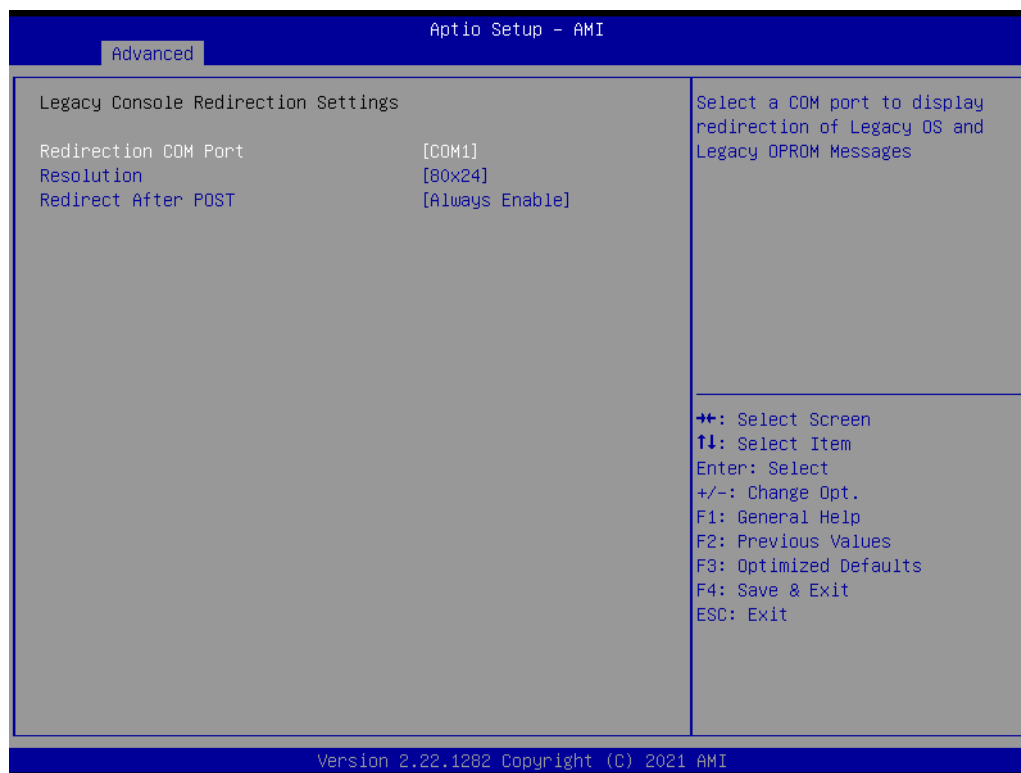 Aptio Setup – AMI
Advanced
Legacy Console Redirection Settings
Redirection COM Port [COM1]
Resolution [80x24]
Redirect After POST [Always Enable]
Select a COM port to display
redirection of Legacy OS and
Legacy OPROM Messages
→←: Select Screen
↑↓: Select Item
Enter: Select
+/-: Change Opt.
F1: General Help
F2: Previous Values
F3: Optimized Defaults
F4: Save & Exit
ESC: Exit
Version 2.22.1282 Copyright (C) 2021 AMI